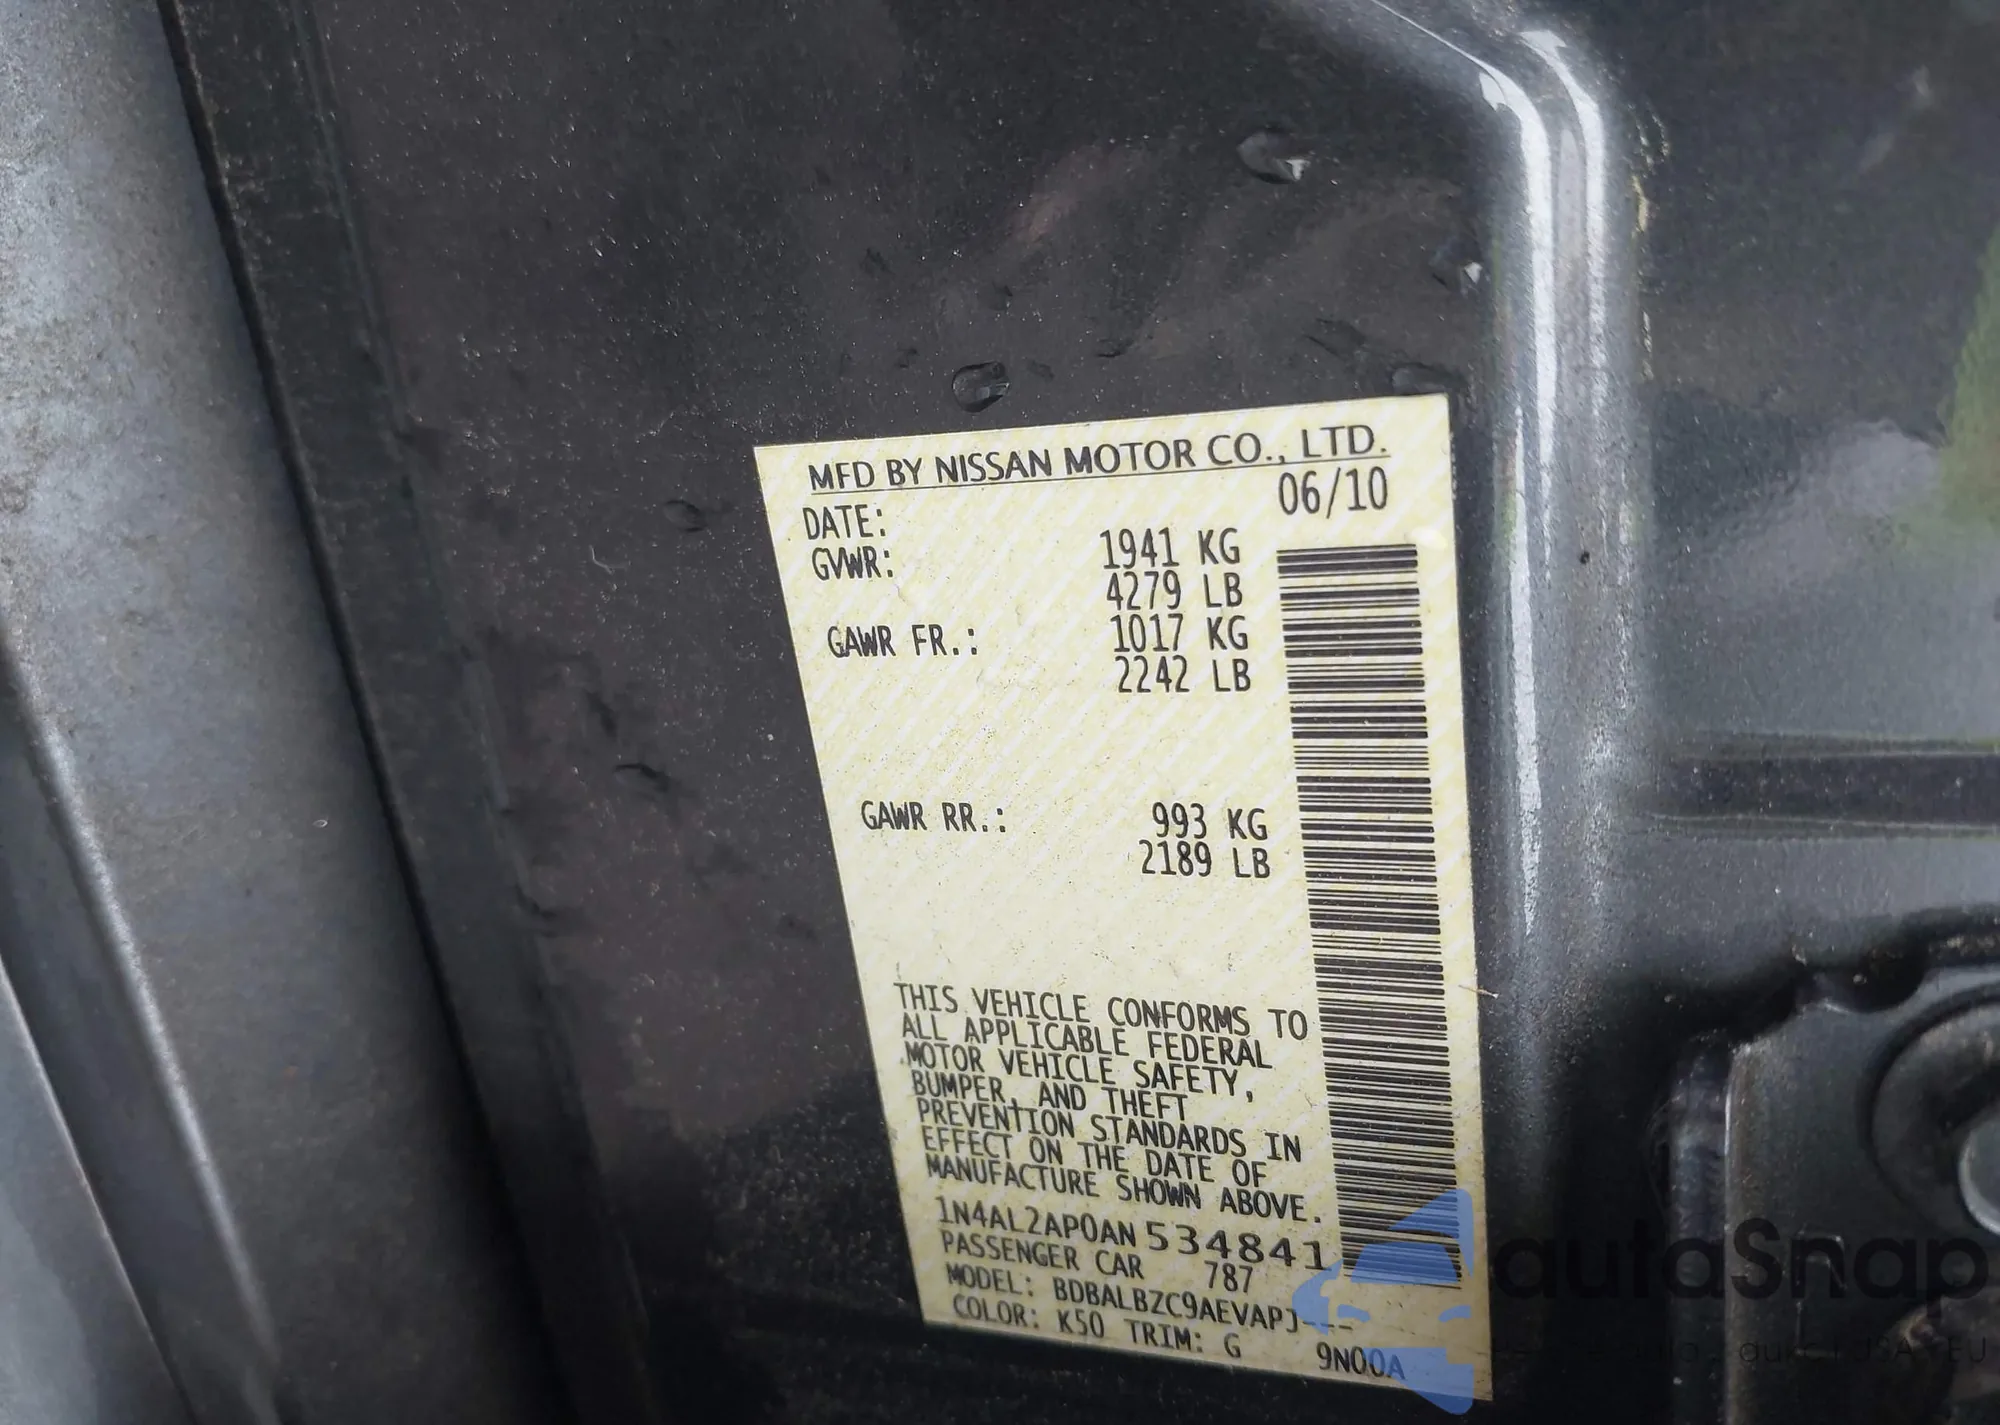 MFD BY NISSAN MOTOR CO., LTD.
DATE: 06/10
GVWR: 1941 KG
4279 LB
GAWR FR.: 1017 KG
2242 LB
GAWR RR.: 993 KG
2189 LB
THIS VEHICLE CONFORMS TO
ALL APPLICABLE FEDERAL
MOTOR VEHICLE SAFETY,
BUMPER, AND THEFT
PREVENTION STANDARDS IN
EFFECT ON THE DATE OF
MANUFACTURE SHOWN ABOVE.
1N4AL2AP0AN534841
PASSENGER CAR 787
MODEL: BDBALBZC9AEVAPJ---
COLOR: K50 TRIM: G 9N00A
autoSnap
USA
EU